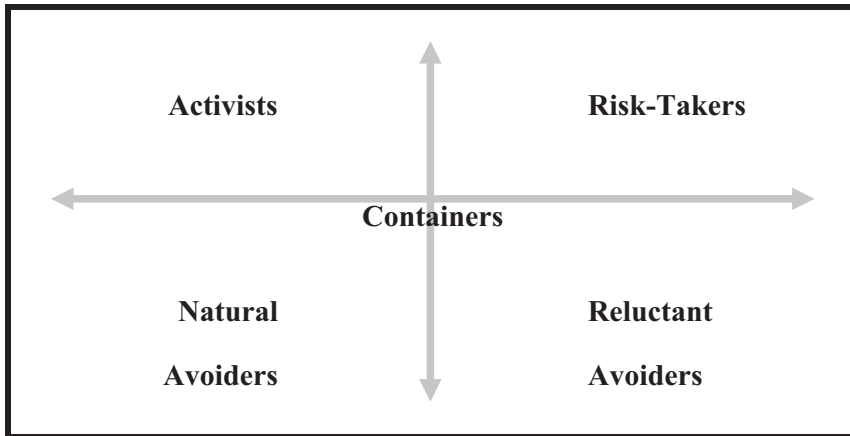 Activists Risk-Takers
Containers
Natural Reluctant
Avoiders Avoiders